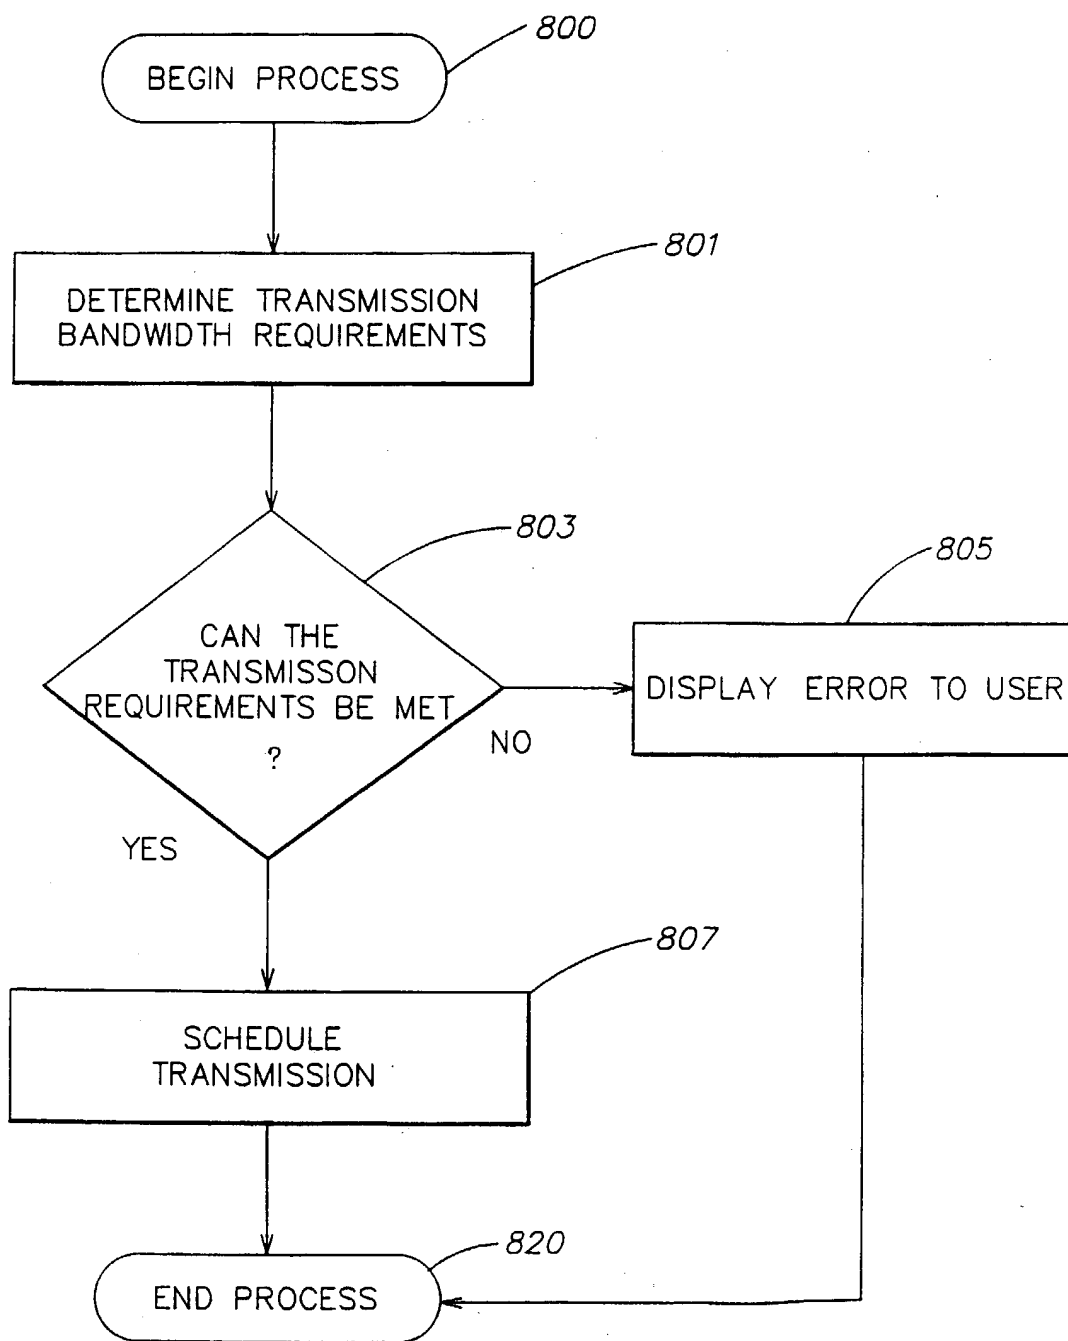 800
BEGIN PROCESS
801
DETERMINE TRANSMISSION
BANDWIDTH REQUIREMENTS
803
805
CAN THE
TRANSMISSON
REQUIREMENTS BE MET
?
DISPLAY ERROR TO USER
NO
YES
807
SCHEDULE
TRANSMISSION
820
END PROCESS